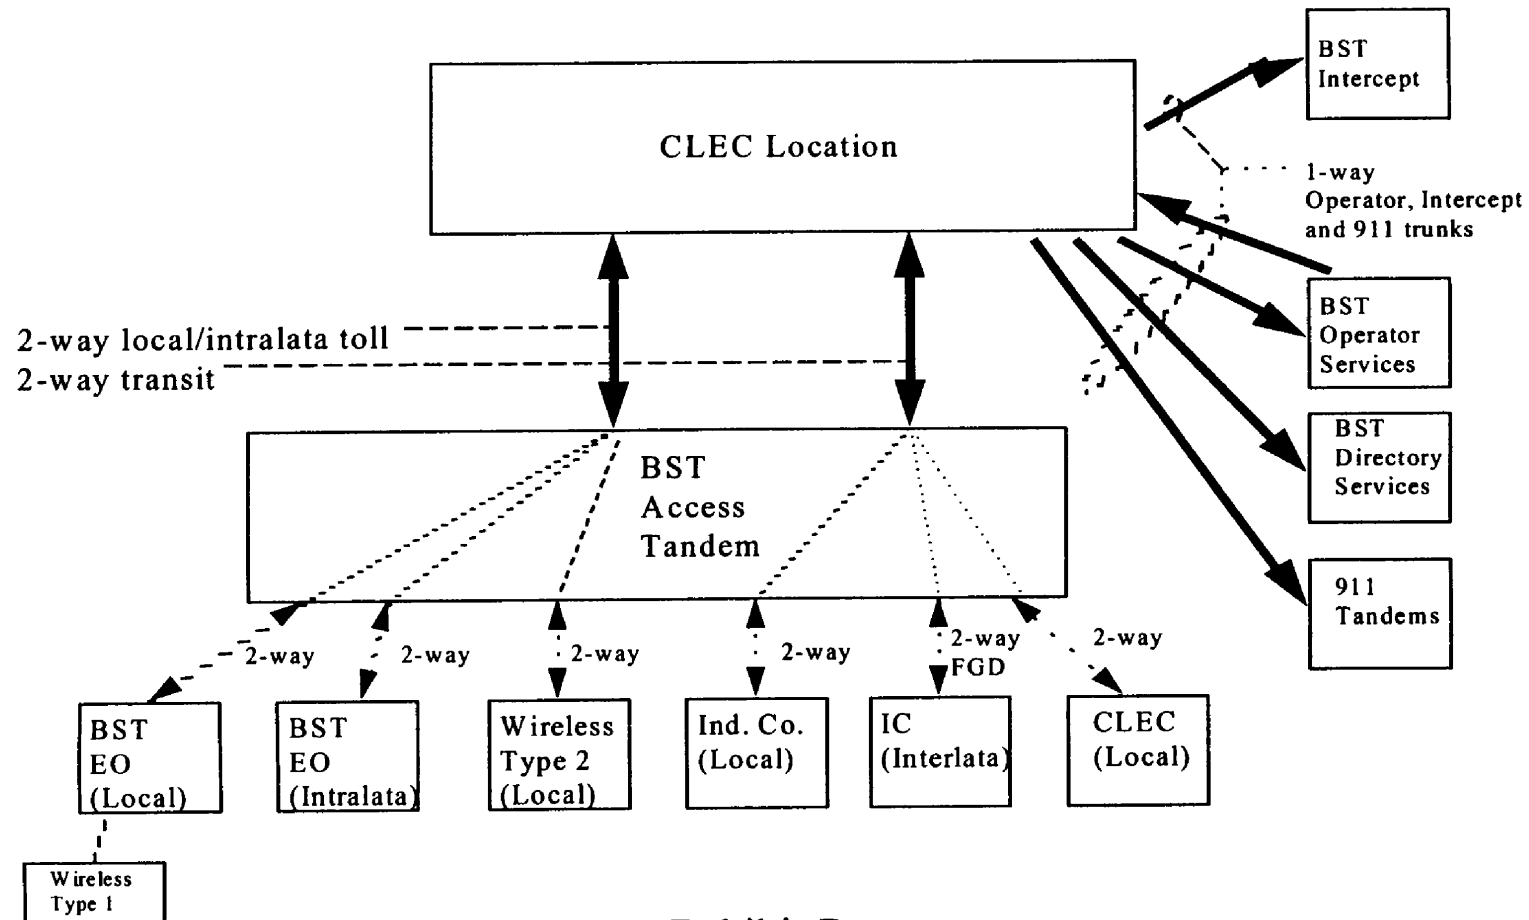 BST
Intercept
CLEC Location
1-way
Operator, Intercept
and 911 trunks
BST
Operator
Services
2-way local/intralata toll
2-way transit
BST
Directory
Services
BST
Access
Tandem
911
Tandems
2-way
2-way
2-way
2-way
2-way
FGD
2-way
BST
EO
(Local)
BST
EO
(Intralata)
Wireless
Type 2
(Local)
Ind. Co.
(Local)
IC
(Interlata)
CLEC
(Local)
Wireless
Type 1